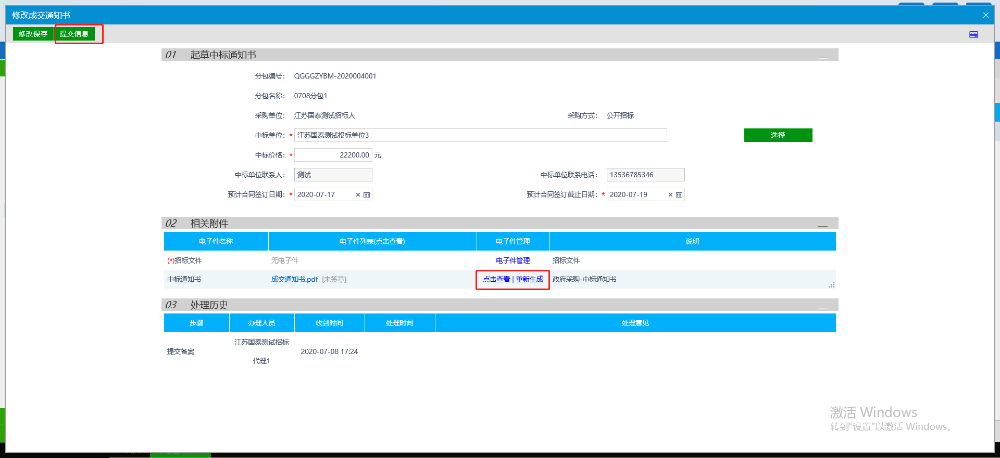 修改成交通知书
修改保存 提交信息
01 起草中标通知书
分包编号： QGGGZYBM-2020004001
分包名称： 0708分包1
采购单位： 江苏国泰测试招标人 采购方式： 公开招标
中标单位：* 江苏国泰测试投标单位3 选择
中标价格：* 22200.00 元
中标单位联系人： 测试 中标单位联系电话： 13536785346
预计合同签订日期：* 2020-07-17 预计合同签订截止日期：* 2020-07-19
02 相关附件
电子件名称 电子件列表(点击查看) 电子件管理 说明
(*)招标文件 无电子件 电子件管理 招标文件
中标通知书 成交通知书.pdf [未签章] 点击查看 | 重新生成 政府采购-中标通知书
03 处理历史
步骤 办理人员 收到时间 处理时间 处理意见
提交备案 江苏国泰测试招标代理1 2020-07-08 17:24
激活 Windows
转到"设置"以激活 Windows。